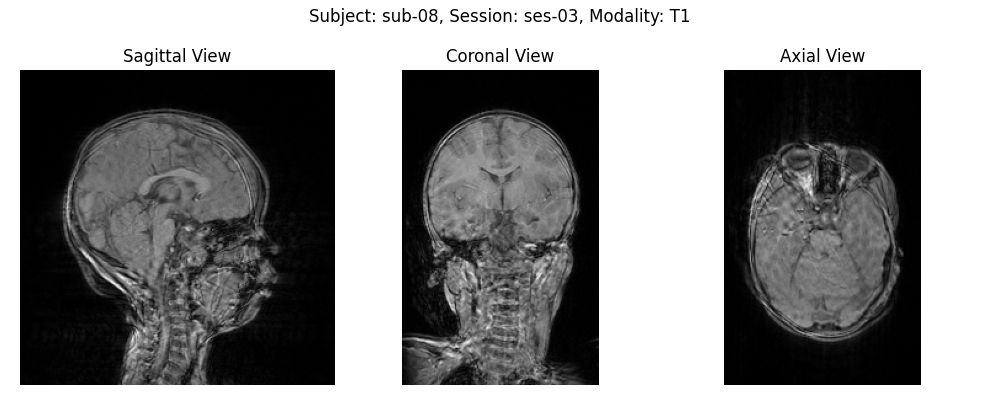 Subject: sub-08, Session: ses-03, Modality: T1
Sagittal View
Coronal View
Axial View